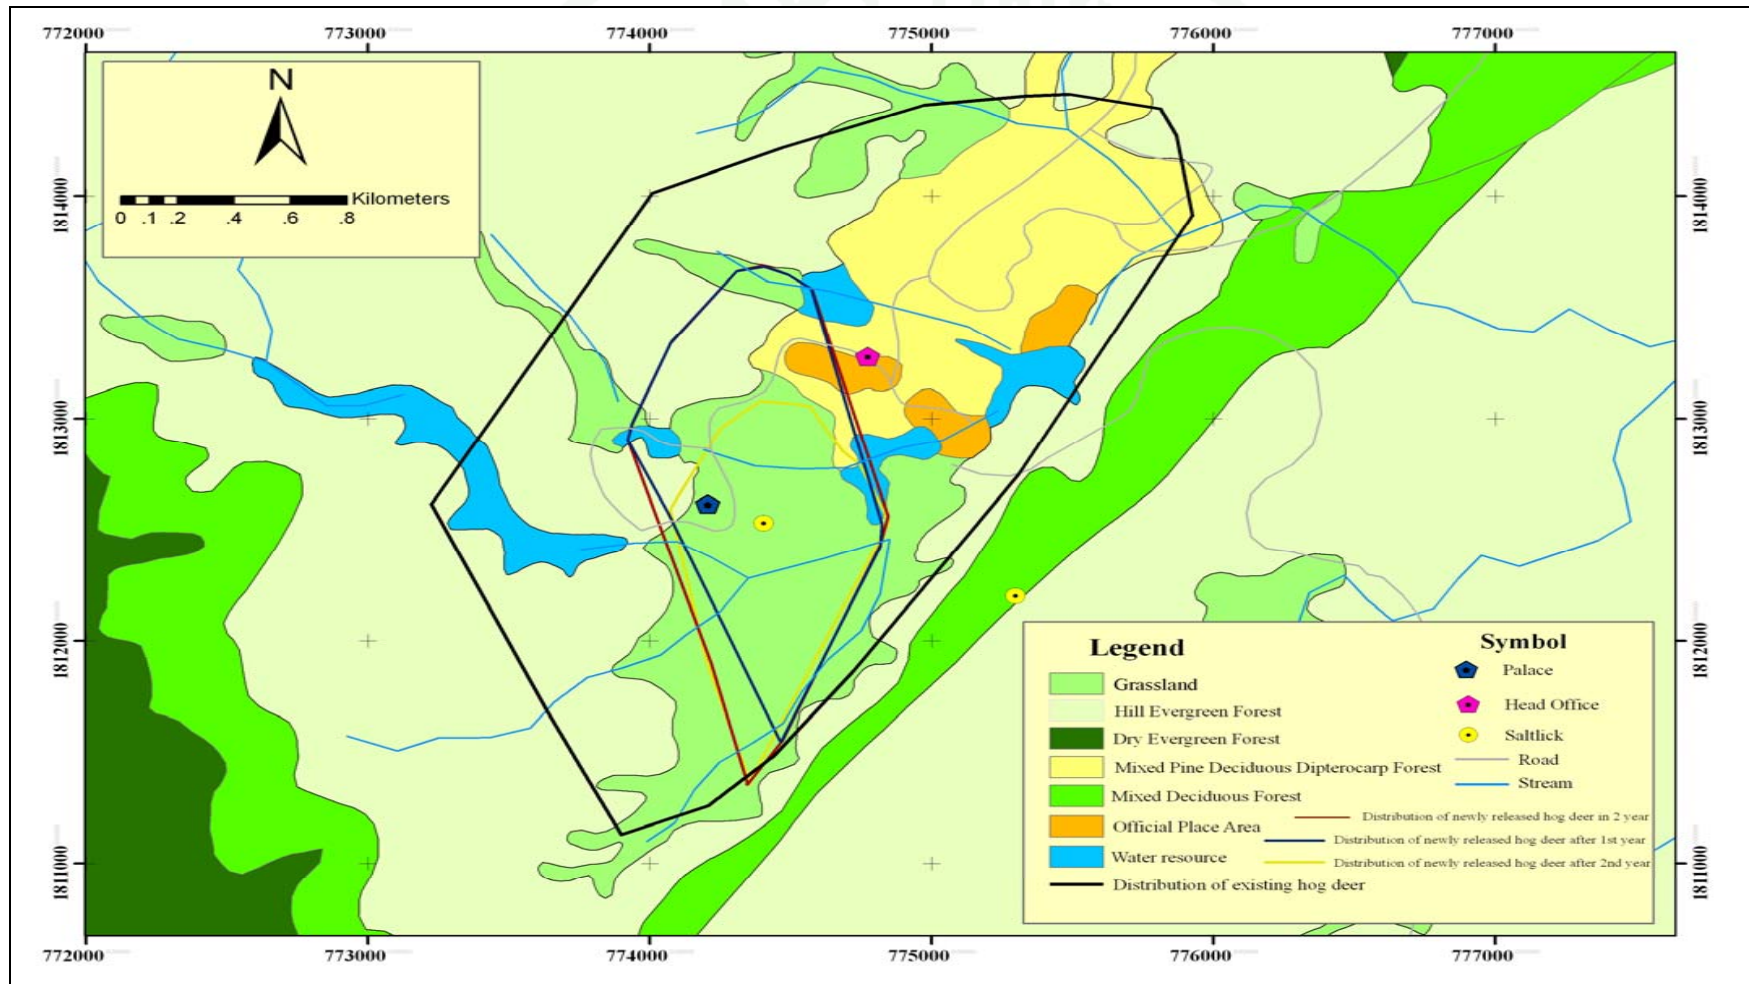 772000 773000 774000 775000 776000 777000
N
Kilometers
0 .1 .2 .4 .6 .8
1814000
1813000
1812000
1811000
1814000
1813000
1812000
1811000
Legend
Grassland
Hill Evergreen Forest
Dry Evergreen Forest
Mixed Pine Deciduous Dipterocarp Forest
Mixed Deciduous Forest
Official Place Area
Water resource
Distribution of existing hog deer
Symbol
Palace
Head Office
Saltlick
Road
Stream
Distribution of newly released hog deer in 2 year
Distribution of newly released hog deer after 1st year
Distribution of newly released hog deer after 2nd year
772000 773000 774000 775000 776000 777000